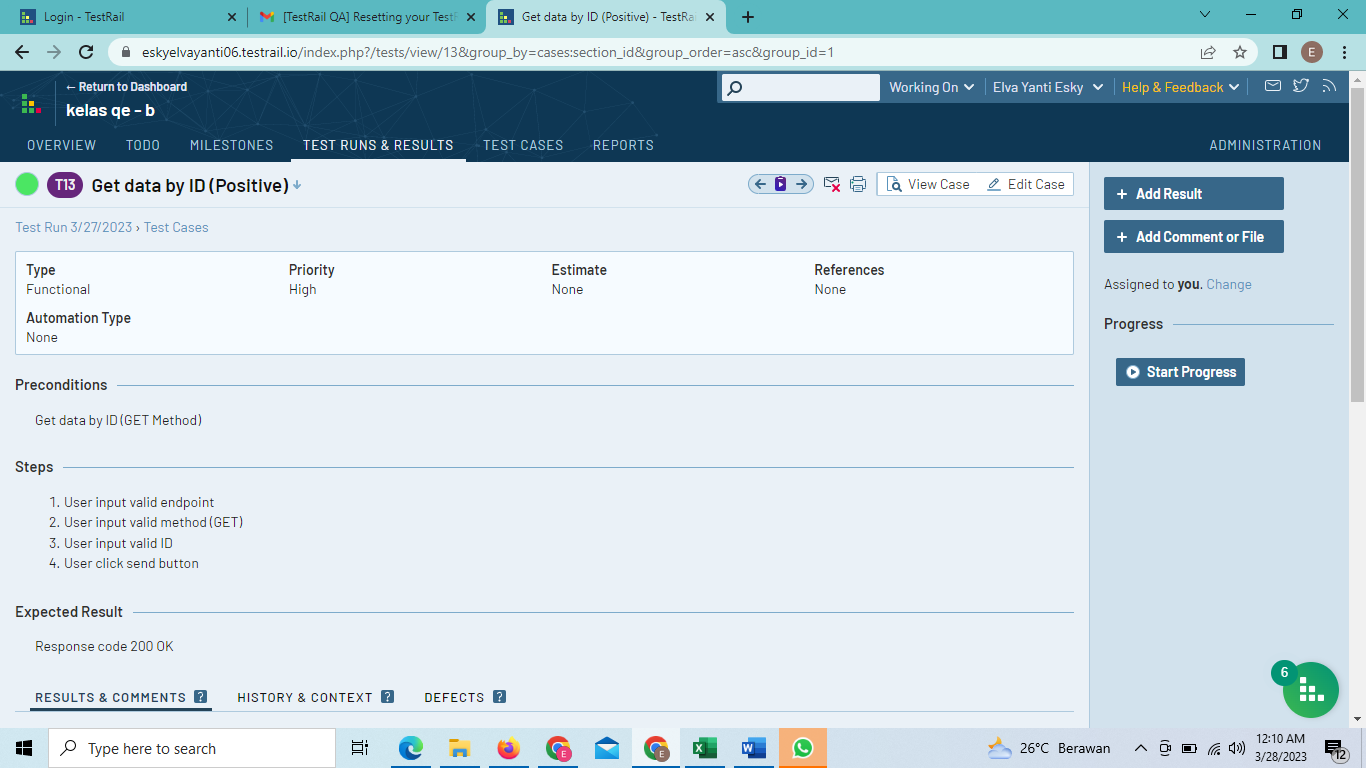 Login - TestRail
[TestRail QA] Resetting your Test
Get data by ID (Positive) - TestRa
eskyelvayanti06.testrail.io/index.php?/tests/view/13&group_by=cases:section_id&group_order=asc&group_id=1
E
← Return to Dashboard
kelas qe - b
Working On
Elva Yanti Esky
Help & Feedback
OVERVIEW
TODO
MILESTONES
TEST RUNS & RESULTS
TEST CASES
REPORTS
ADMINISTRATION
T13
Get data by ID (Positive)
View Case
Edit Case
+ Add Result
Test Run 3/27/2023 › Test Cases
+ Add Comment or File
Type
Functional
Priority
High
Estimate
None
References
None
Automation Type
None
Assigned to you. Change
Progress
Start Progress
Preconditions
Get data by ID (GET Method)
Steps
1. User input valid endpoint
2. User input valid method (GET)
3. User input valid ID
4. User click send button
Expected Result
Response code 200 OK
6
RESULTS & COMMENTS ?
HISTORY & CONTEXT ?
DEFECTS ?
Type here to search
26°C Berawan
12:10 AM
3/28/2023
12